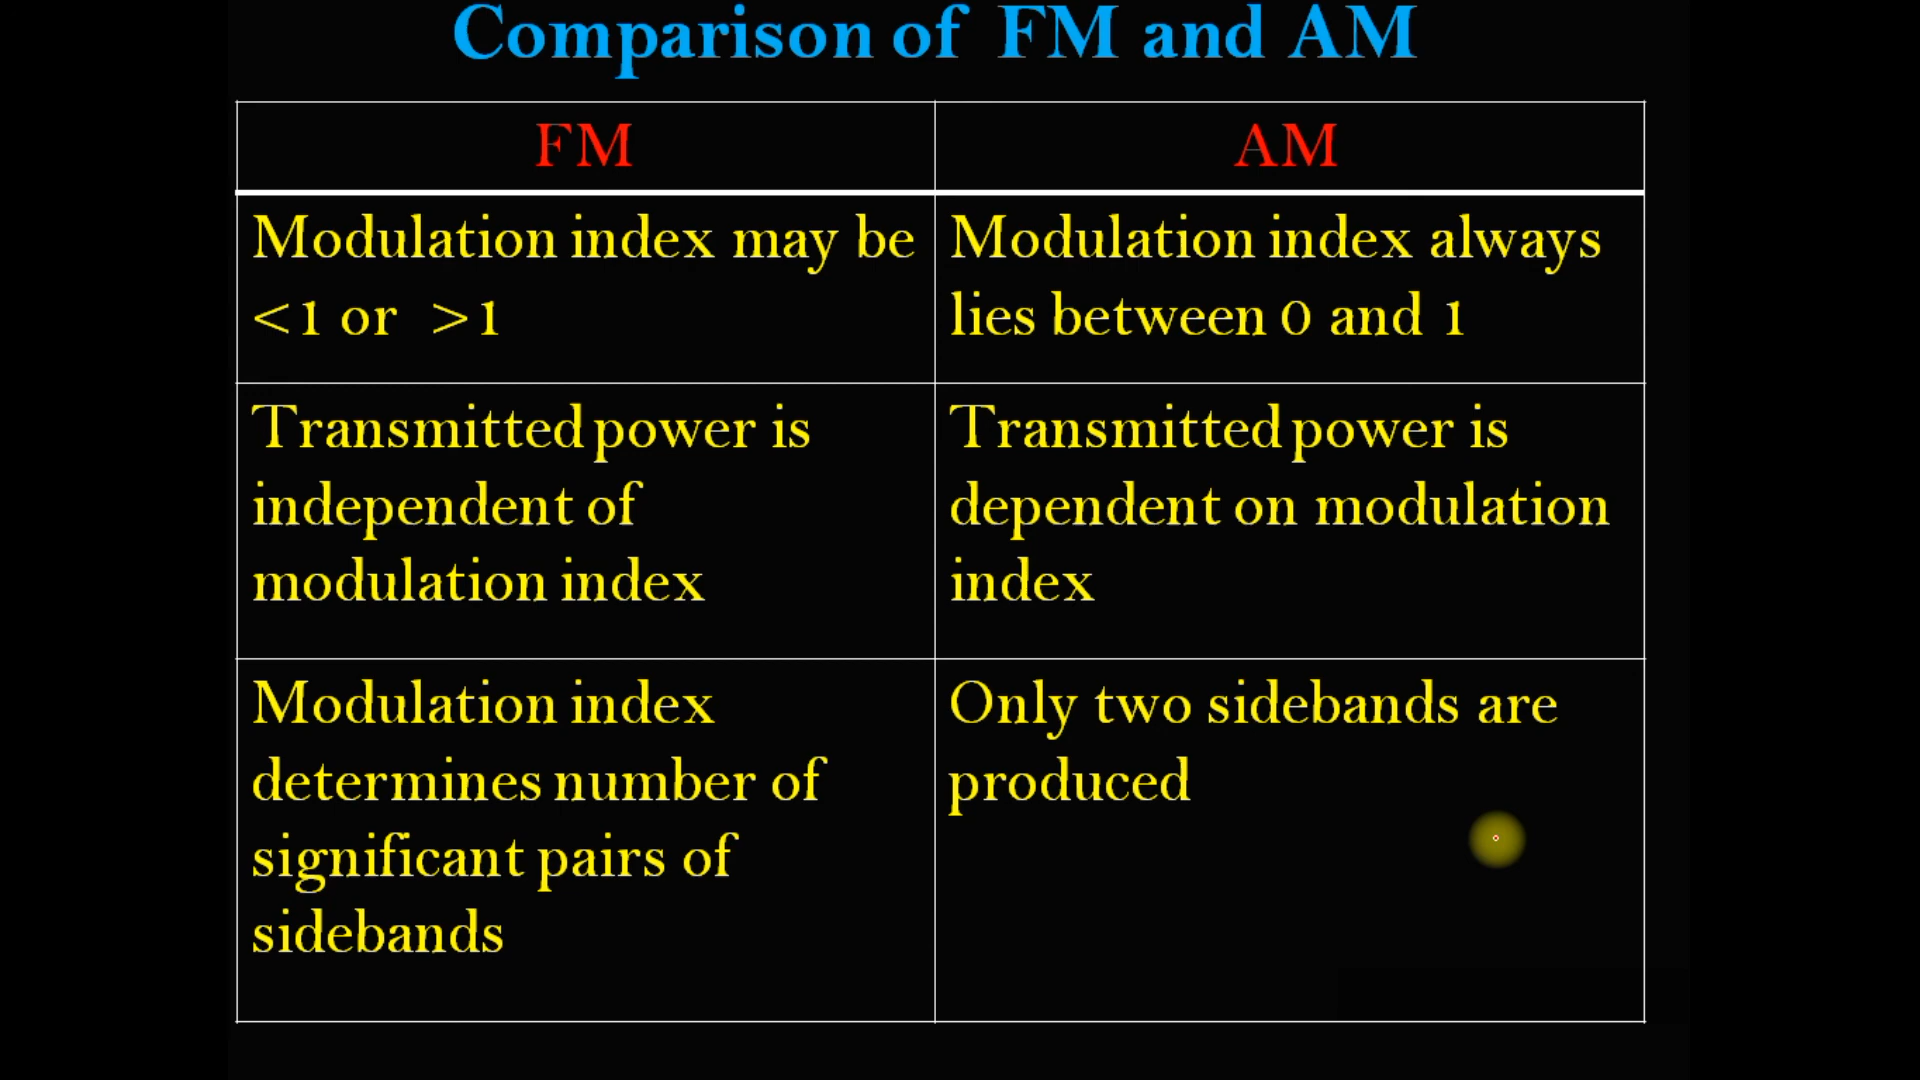 Comparison of FM and AM
FM
AM
Modulation index may be
<1 or >1
Modulation index always
lies between 0 and 1
Transmitted power is
independent of
modulation index
Transmitted power is
dependent on modulation
index
Modulation index
determines number of
significant pairs of
sidebands
Only two sidebands are
produced